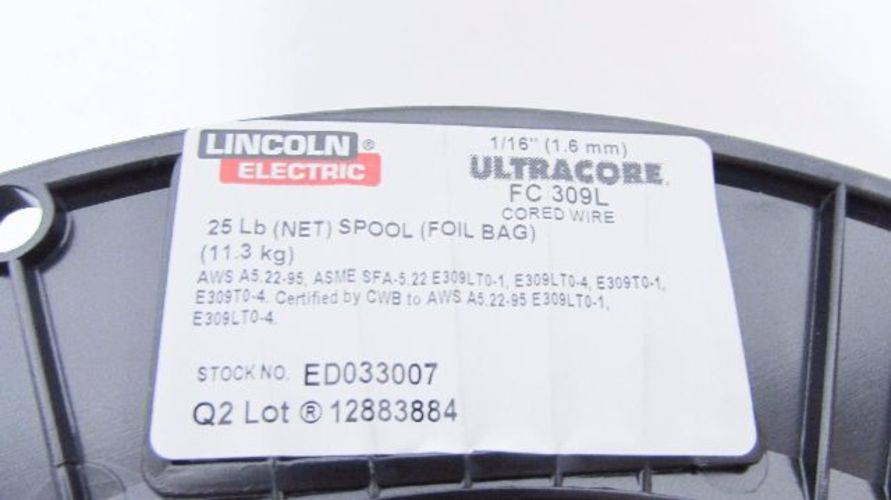 LINCOLN ®
ELECTRIC
1/16" (1.6 mm)
ULTRACORE®
FC 309L
CORED WIRE
25 Lb (NET) SPOOL (FOIL BAG)
(11.3 kg)
AWS A5.22-95, ASME SFA-5.22 E309LT0-1, E309LT0-4, E309T0-1,
E309T0-4. Certified by CWB to AWS A5.22-95 E309LT0-1,
E309LT0-4.
STOCK NO. ED033007
Q2 Lot ® 12883884